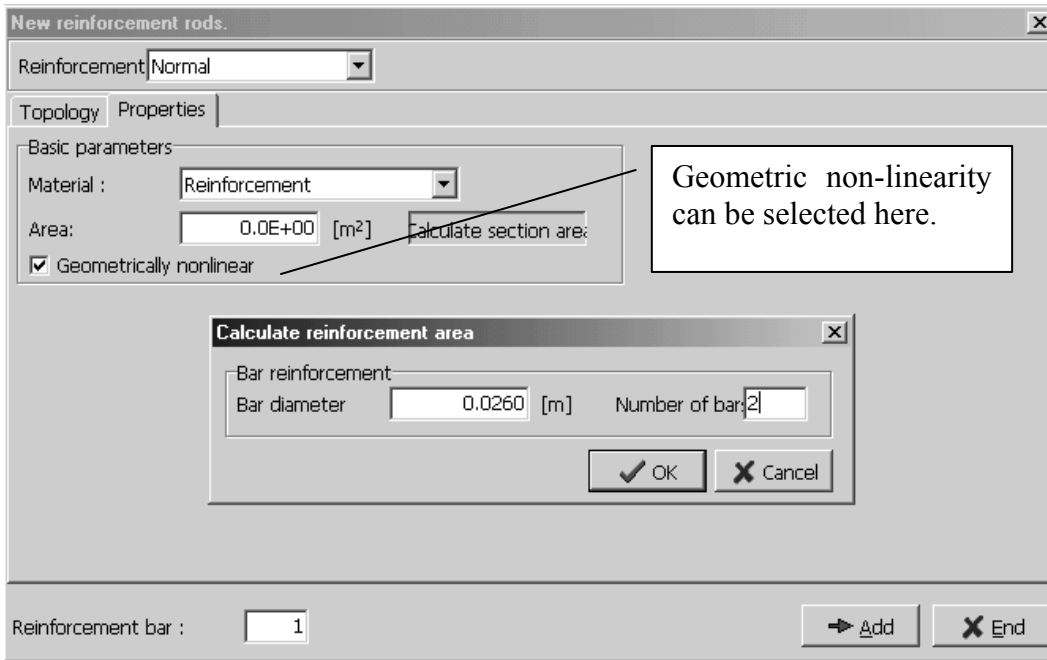 New reinforcement rods.
Reinforcement Normal
Topology Properties
Basic parameters
Material : Reinforcement
Area: 0.0E+00 [m²] Calculate section area
Geometrically nonlinear
Geometric non-linearity
can be selected here.
Calculate reinforcement area
Bar reinforcement
Bar diameter 0.0260 [m] Number of bar: 2
OK Cancel
Reinforcement bar : 1
Add End